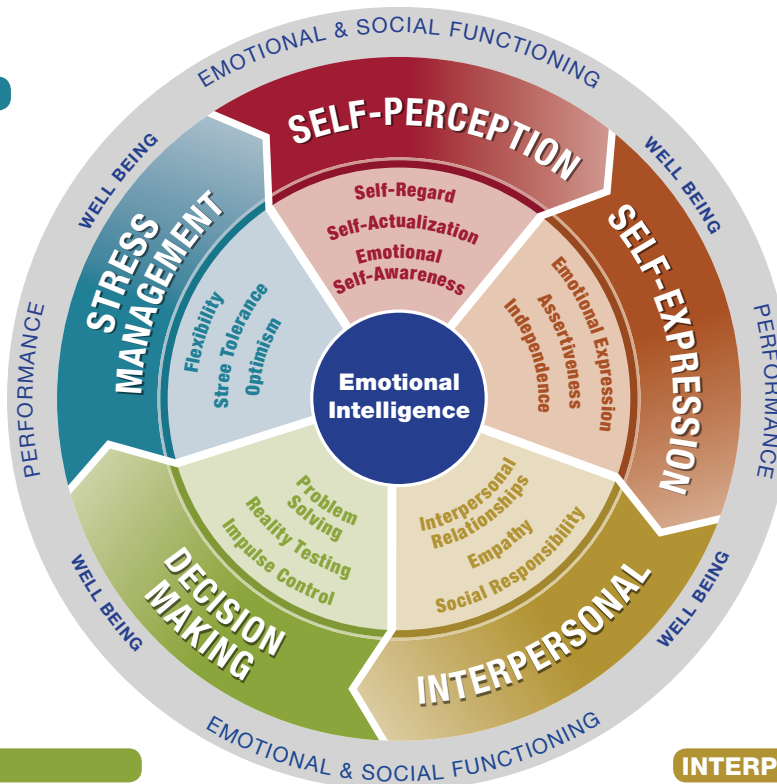 EMOTIONAL & SOCIAL FUNCTIONING
WELL BEING
PERFORMANCE
WELL BEING
EMOTIONAL & SOCIAL FUNCTIONING
WELL BEING
PERFORMANCE
WELL BEING
SELF-PERCEPTION
Self-Regard
Self-Actualization
Emotional
Self-Awareness
SELF-EXPRESSION
Emotional Expression
Assertiveness
Independence
INTERPERSONAL
Interpersonal
Relationships
Empathy
Social Responsibility
DECISION
MAKING
Problem
Solving
Reality Testing
Impulse Control
STRESS
MANAGEMENT
Flexibility
Stree Tolerance
Optimism
Emotional
Intelligence
INTERP